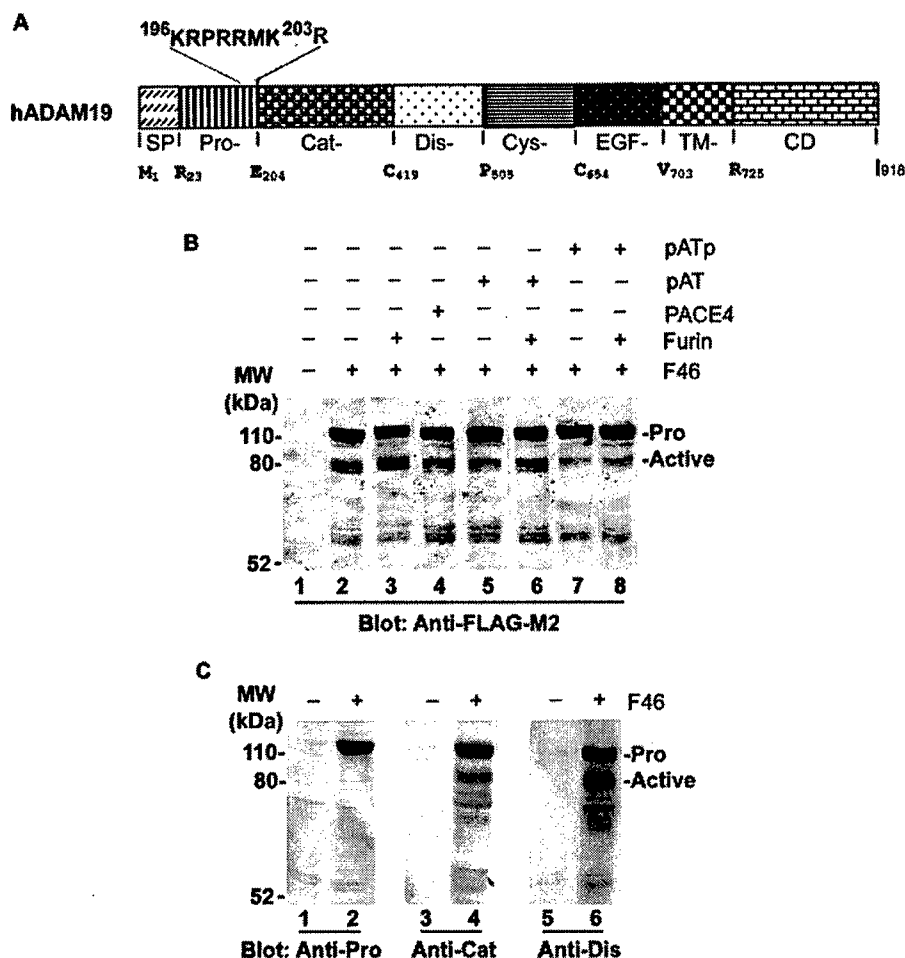 A
196KRPRRMK203R
hADAM19
SP Pro- Cat- Dis- Cys- EGF- TM- CD
M1 R23 E204 C419 P505 C654 V703 R725 I918
B
– – – – – – + + pATp
– – – – + + – – pAT
– – – + – – – – PACE4
– – + – – + – + Furin
– + + + + + + + F46
MW
(kDa)
110- -Pro
80- -Active
52-
1 2 3 4 5 6 7 8
Blot: Anti-FLAG-M2
C
MW – + – + – + F46
(kDa)
110- -Pro
80- -Active
52-
1 2 3 4 5 6
Blot: Anti-Pro Anti-Cat Anti-Dis